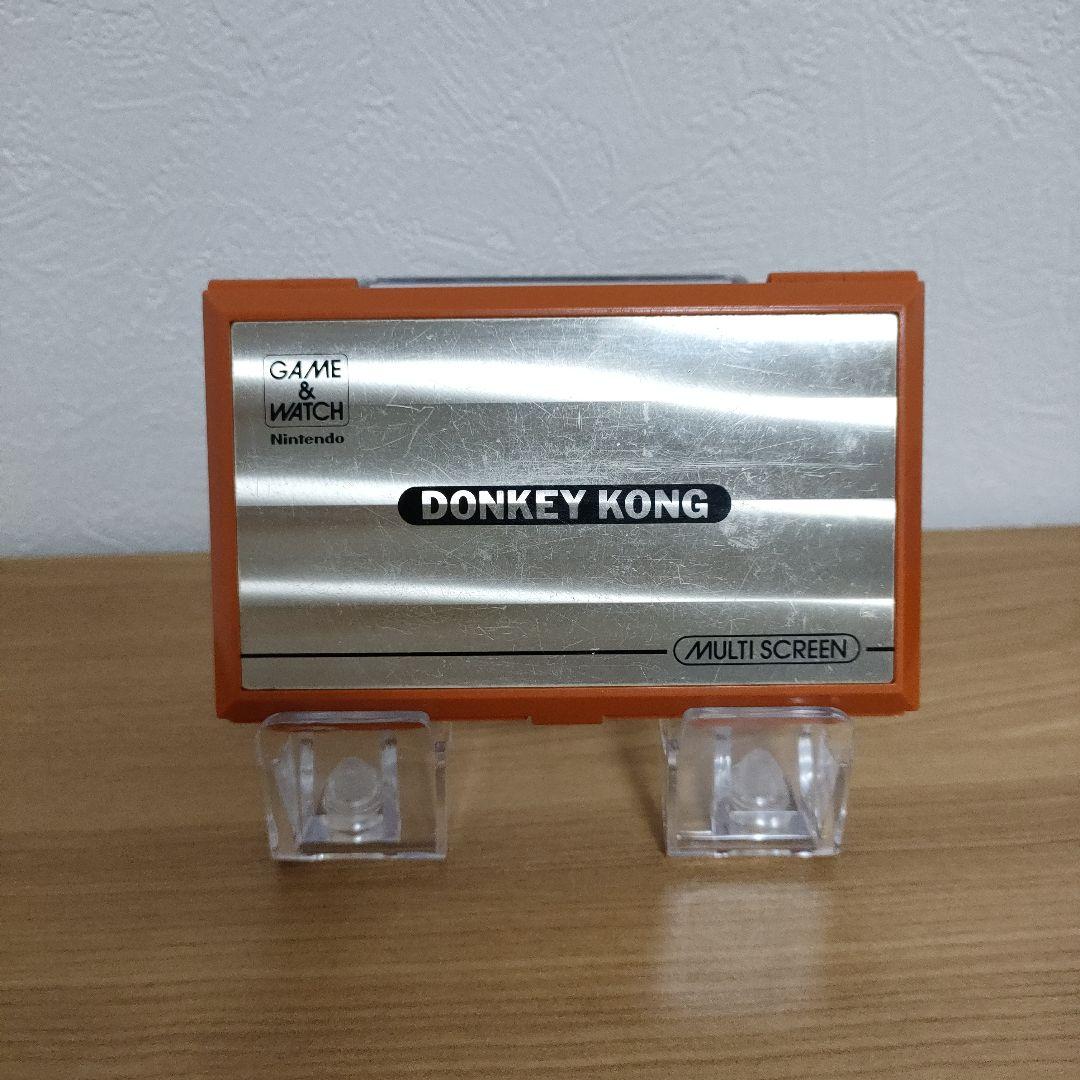 GAME
&
WATCH
Nintendo
DONKEY KONG
MULTI SCREEN